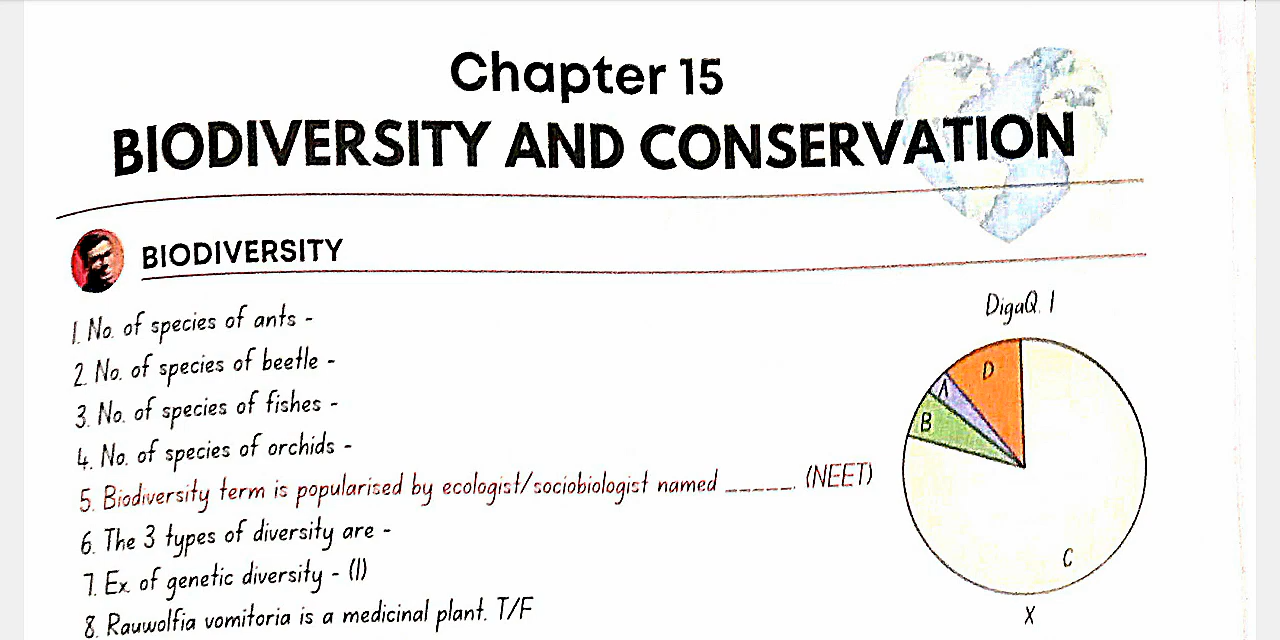 Chapter 15
BIODIVERSITY AND CONSERVATION
BIODIVERSITY
1. No. of species of ants -
2. No. of species of beetle -
3. No. of species of fishes -
4. No. of species of orchids -
5. Biodiversity term is popularised by ecologist/sociobiologist named ______. (NEET)
6. The 3 types of diversity are -
7. Ex. of genetic diversity - (1)
8. Rauwolfia vomitoria is a medicinal plant. T/F
DigaQ. 1
D
A
B
C
X